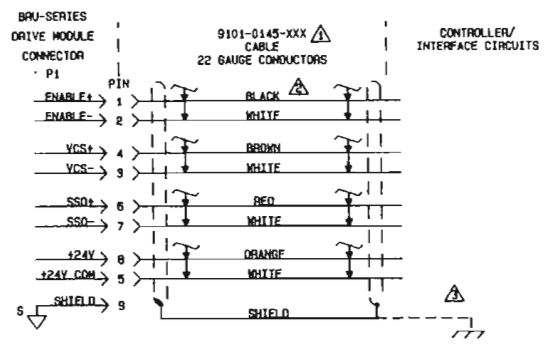 BRU-SERIES
DRIVE MODULE
CONNECTOR
P1
9101-0145-XXX 1
CABLE
22 GAUGE CONDUCTORS
CONTROLLER/
INTERFACE CIRCUITS
PIN
2
ENABLE+ 1 BLACK
ENABLE- 2 WHITE
VCS+ 4 BROWN
VCS- 3 WHITE
SSO+ 6 RED
SSO- 7 WHITE
+24V 8 ORANGE
+24V COM 5 WHITE
SHIELD 9
S
SHIELD
3